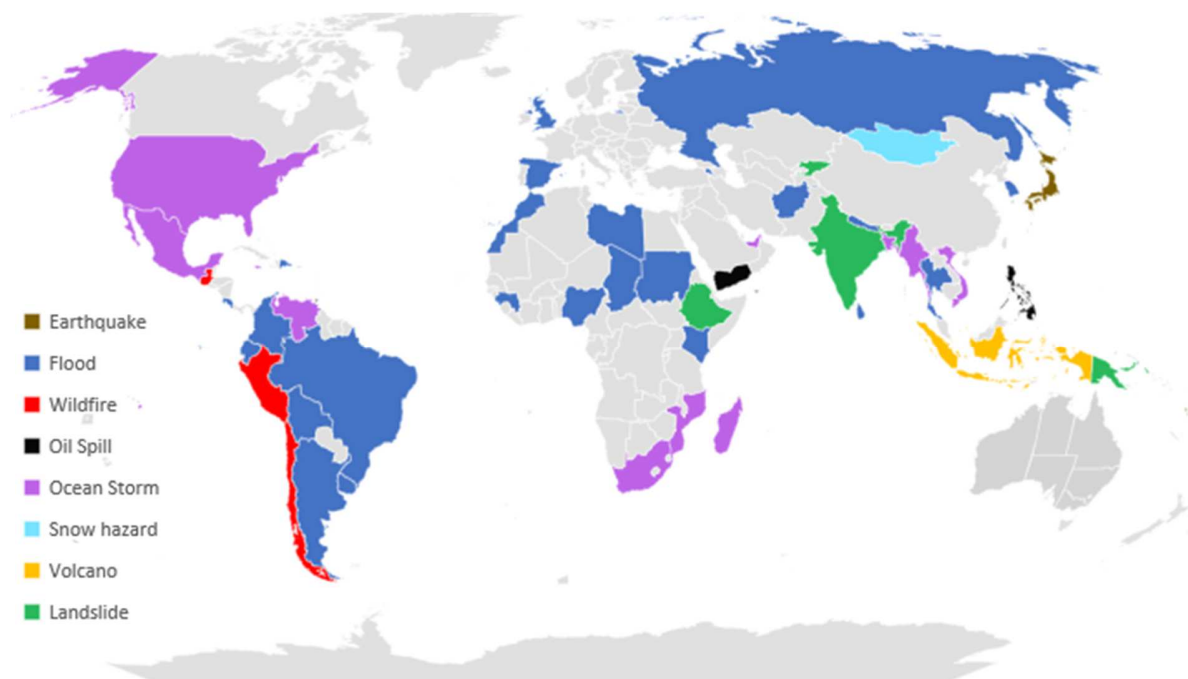 Earthquake
Flood
Wildfire
Oil Spill
Ocean Storm
Snow hazard
Volcano
Landslide